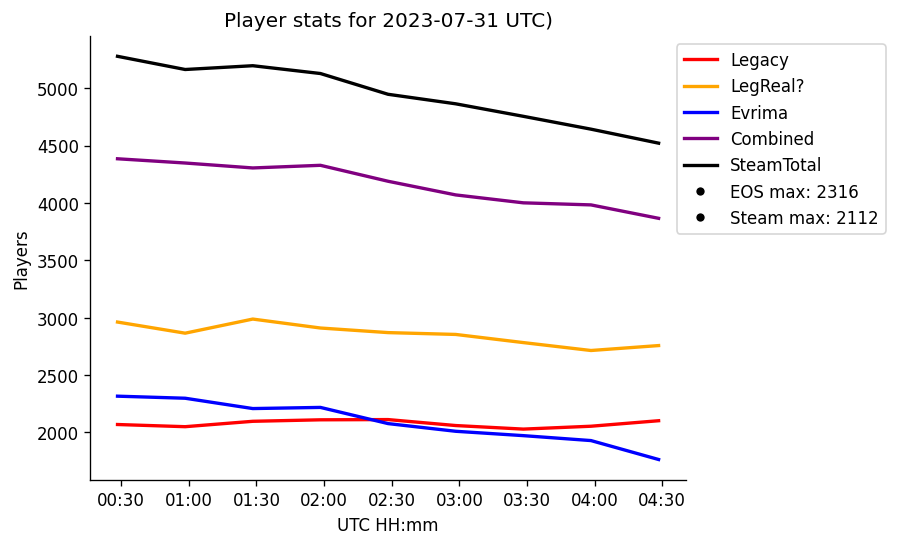 Player stats for 2023-07-31 UTC)
Legacy
LegReal?
Evrima
Combined
SteamTotal
EOS max: 2316
Steam max: 2112
Players
5000
4500
4000
3500
3000
2500
2000
00:30 01:00 01:30 02:00 02:30 03:00 03:30 04:00 04:30
UTC HH:mm